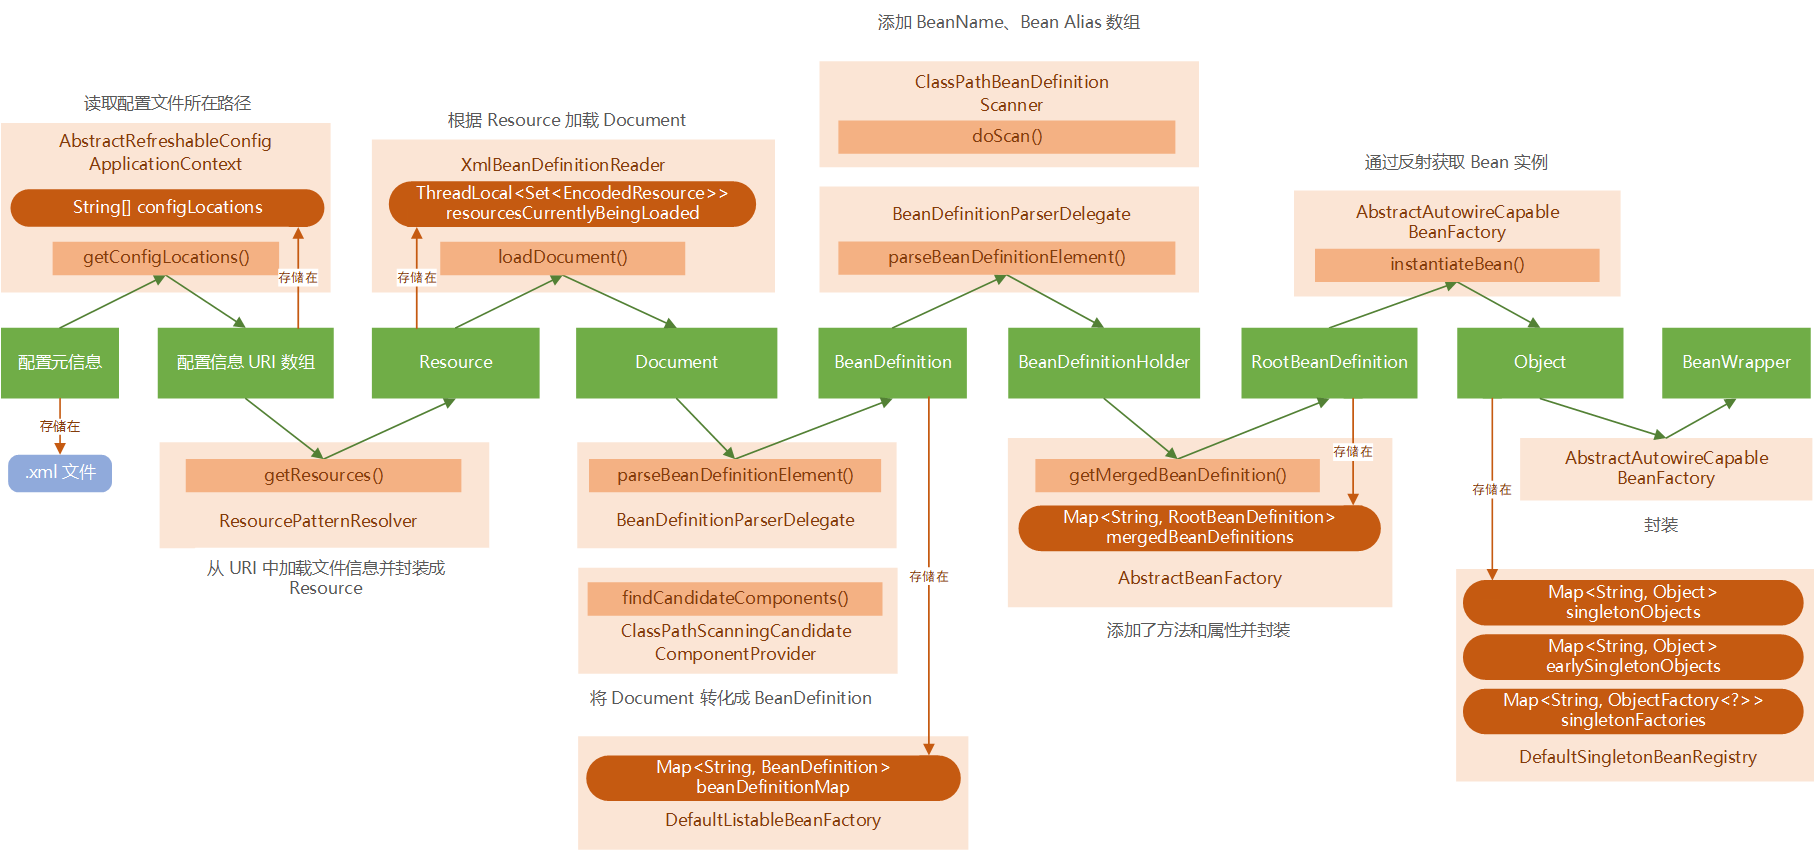 添加 BeanName、Bean Alias 数组
ClassPathBeanDefinition
Scanner
doScan()
读取配置文件所在路径
AbstractRefreshableConfig
ApplicationContext
String[] configLocations
getConfigLocations()
存储在
根据 Resource 加载 Document
XmlBeanDefinitionReader
ThreadLocal<Set<EncodedResource>>
resourcesCurrentlyBeingLoaded
loadDocument()
存储在
BeanDefinitionParserDelegate
parseBeanDefinitionElement()
通过反射获取 Bean 实例
AbstractAutowireCapable
BeanFactory
instantiateBean()
配置元信息
配置信息 URI 数组
Resource
Document
BeanDefinition
BeanDefinitionHolder
RootBeanDefinition
Object
BeanWrapper
存储在
.xml 文件
getResources()
ResourcePatternResolver
从 URI 中加载文件信息并封装成
Resource
parseBeanDefinitionElement()
BeanDefinitionParserDelegate
findCandidateComponents()
ClassPathScanningCandidate
ComponentProvider
将 Document 转化成 BeanDefinition
存储在
Map<String, BeanDefinition>
beanDefinitionMap
DefaultListableBeanFactory
存储在
getMergedBeanDefinition()
Map<String, RootBeanDefinition>
mergedBeanDefinitions
AbstractBeanFactory
添加了方法和属性并封装
存储在
AbstractAutowireCapable
BeanFactory
封装
Map<String, Object>
singletonObjects
Map<String, Object>
earlySingletonObjects
Map<String, ObjectFactory<?>>
singletonFactories
DefaultSingletonBeanRegistry